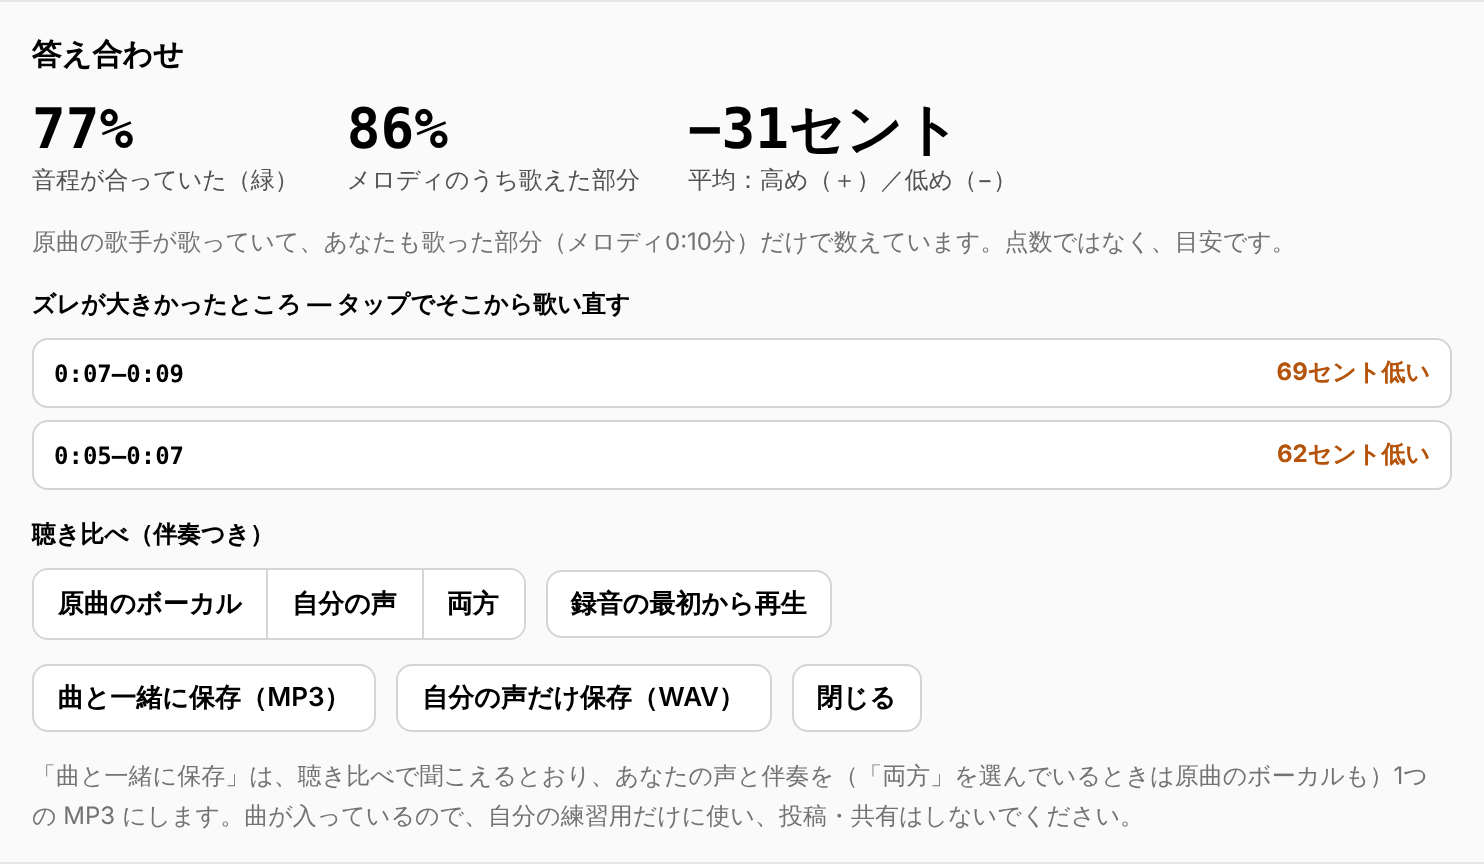 答え合わせ
77% 86% −31セント
音程が合っていた（緑） メロディのうち歌えた部分 平均：高め（＋）／低め（−）
原曲の歌手が歌っていて、あなたも歌った部分（メロディ0:10分）だけで数えています。点数ではなく、目安です。
ズレが大きかったところ — タップでそこから歌い直す
0:07–0:09 69セント低い
0:05–0:07 62セント低い
聴き比べ（伴奏つき）
原曲のボーカル 自分の声 両方 録音の最初から再生
曲と一緒に保存（MP3） 自分の声だけ保存（WAV） 閉じる
「曲と一緒に保存」は、聴き比べで聞こえるとおり、あなたの声と伴奏を（「両方」を選んでいるときは原曲のボーカルも）1つ
の MP3 にします。曲が入っているので、自分の練習用だけに使い、投稿・共有はしないでください。